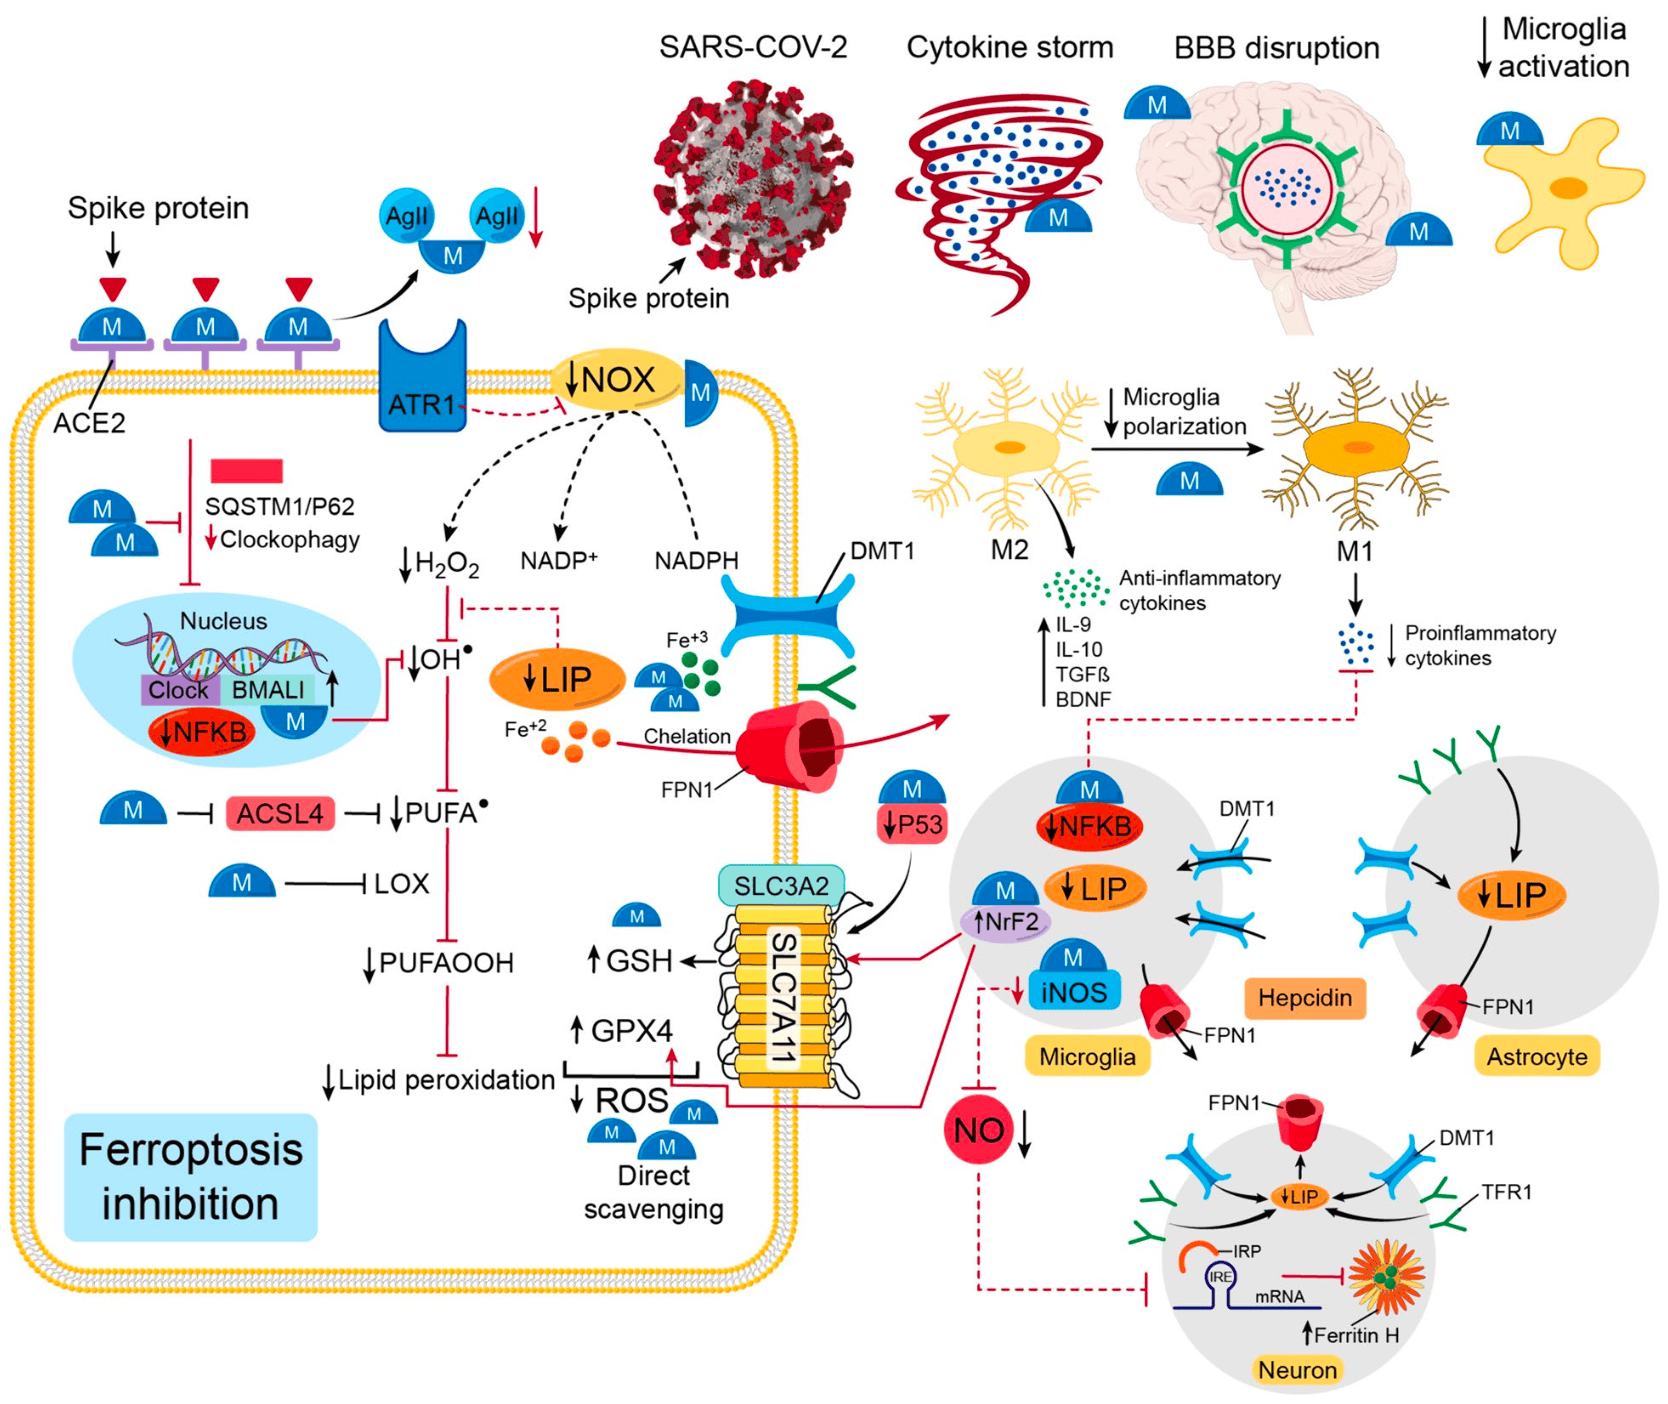 SARS-COV-2
Cytokine storm
BBB disruption
Microglia
activation
M
M
M
M
Spike protein
AgII
AgII
M
Spike protein
M
M
M
ACE2
ATR1
NOX
M
SQSTM1/P62
Clockophagy
M
M
H2O2
NADP+
NADPH
DMT1
Nucleus
Clock
BMALI
NFKB
M
OH•
LIP
Fe+3
M
M
Fe+2
Chelation
FPN1
M
ACSL4
PUFA•
M
LOX
PUFAOOH
Lipid peroxidation
M
GSH
GPX4
ROS
M
M
M
Direct
scavenging
SLC3A2
SLC7A11
Ferroptosis
inhibition
M
P53
M2
Microglia
polarization
M
M1
Anti-inflammatory
cytokines
IL-9
IL-10
TGFß
BDNF
Proinflammatory
cytokines
M
NFKB
LIP
M
NrF2
M
iNOS
DMT1
FPN1
Microglia
Hepcidin
LIP
FPN1
Astrocyte
NO
FPN1
DMT1
LIP
TFR1
IRP
IRE
mRNA
Ferritin H
Neuron